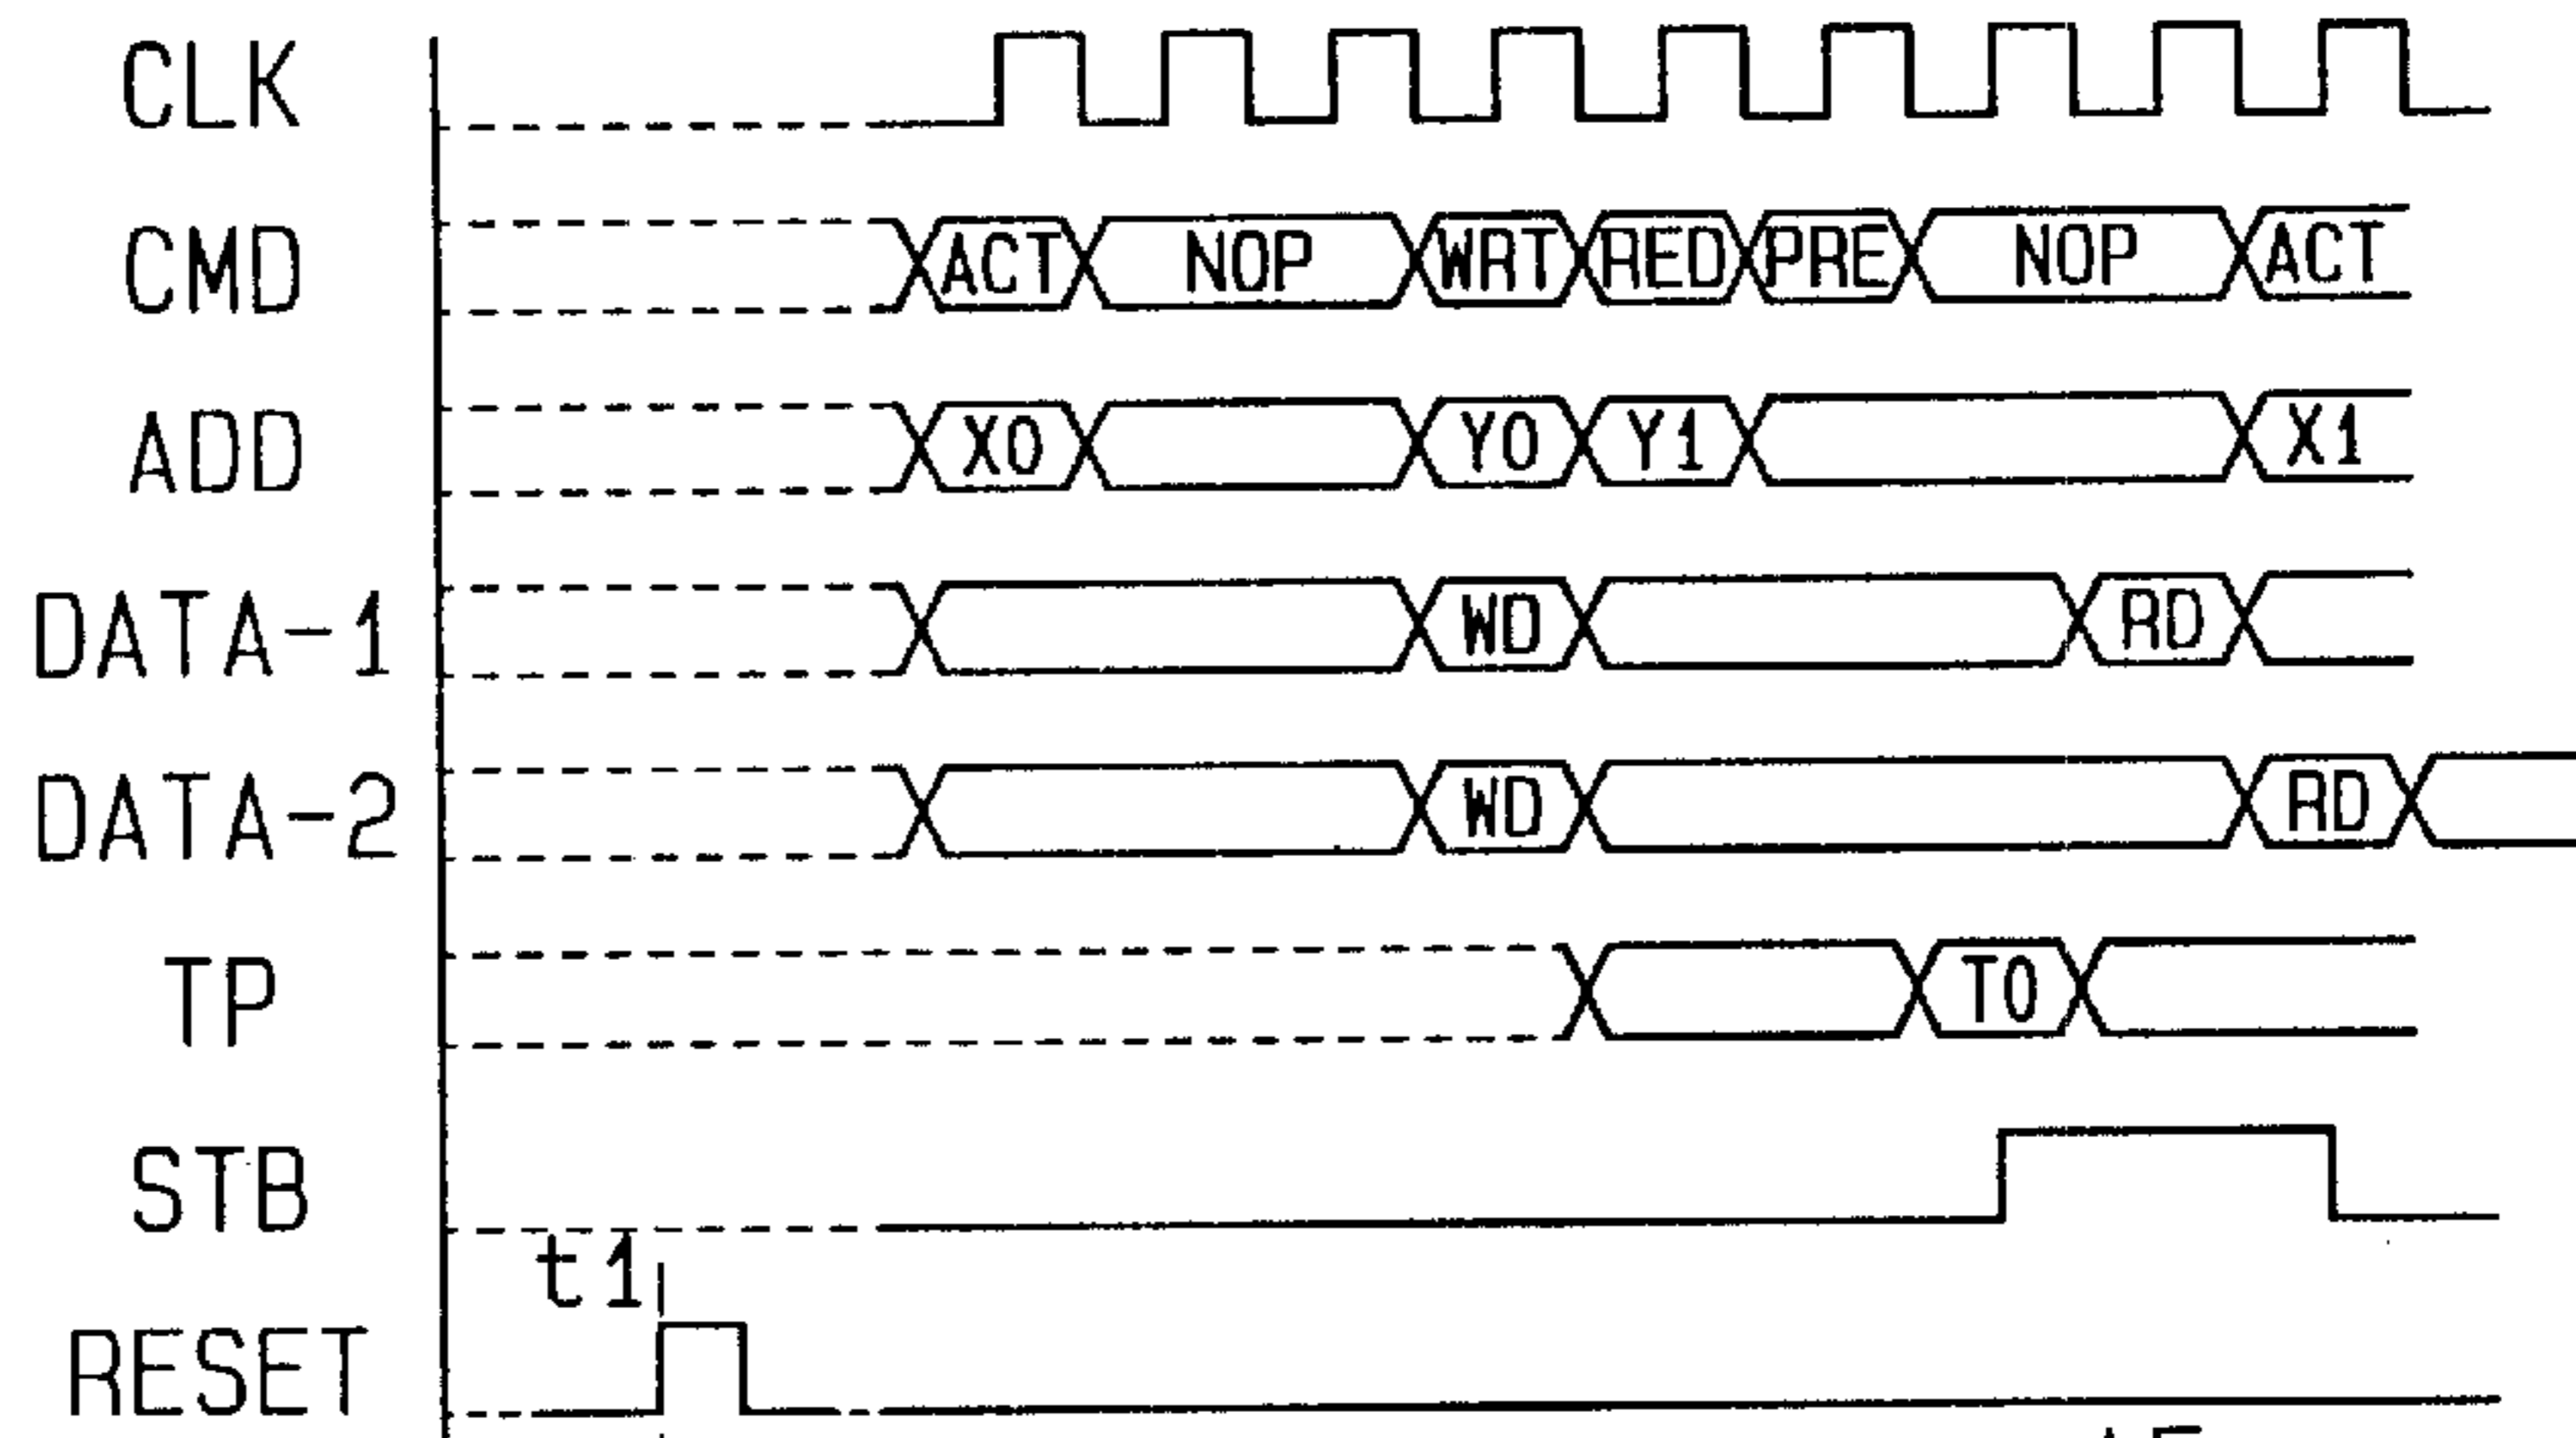 CLK
CMD ACT NOP WRT RED PRE NOP ACT
ADD X0 Y0 Y1 X1
DATA-1 WD RD
DATA-2 WD RD
TP T0
STB
t1
RESET